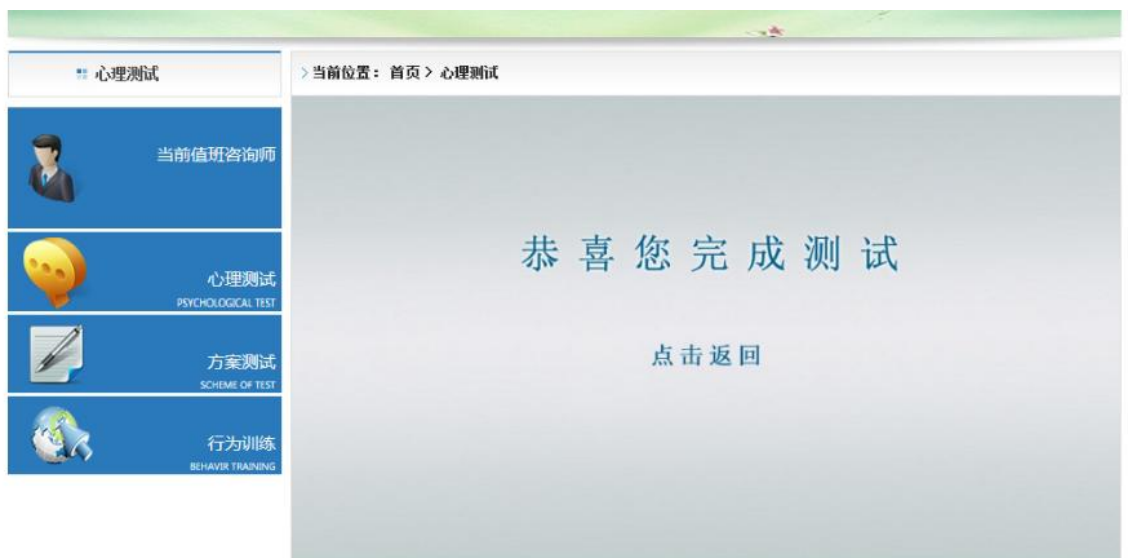 心理测试
>当前位置： 首页 > 心理测试
当前值班咨询师
心理测试
PSYCHOLOGICAL TEST
方案测试
SCHEME OF TEST
行为训练
BEHAVIR TRAINING
恭喜您完成测试
点击返回